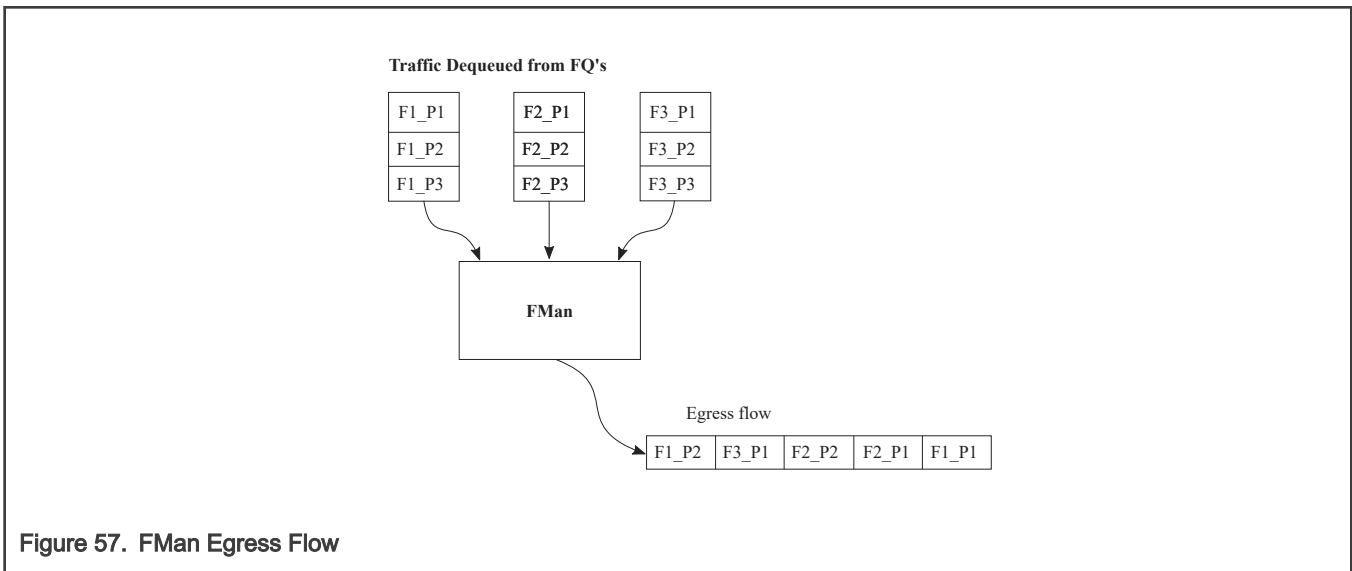 Traffic Dequeued from FQ's
F1_P1 F2_P1 F3_P1
F1_P2 F2_P2 F3_P2
F1_P3 F2_P3 F3_P3
FMan
Egress flow
F1_P2 F3_P1 F2_P2 F2_P1 F1_P1
Figure 57. FMan Egress Flow